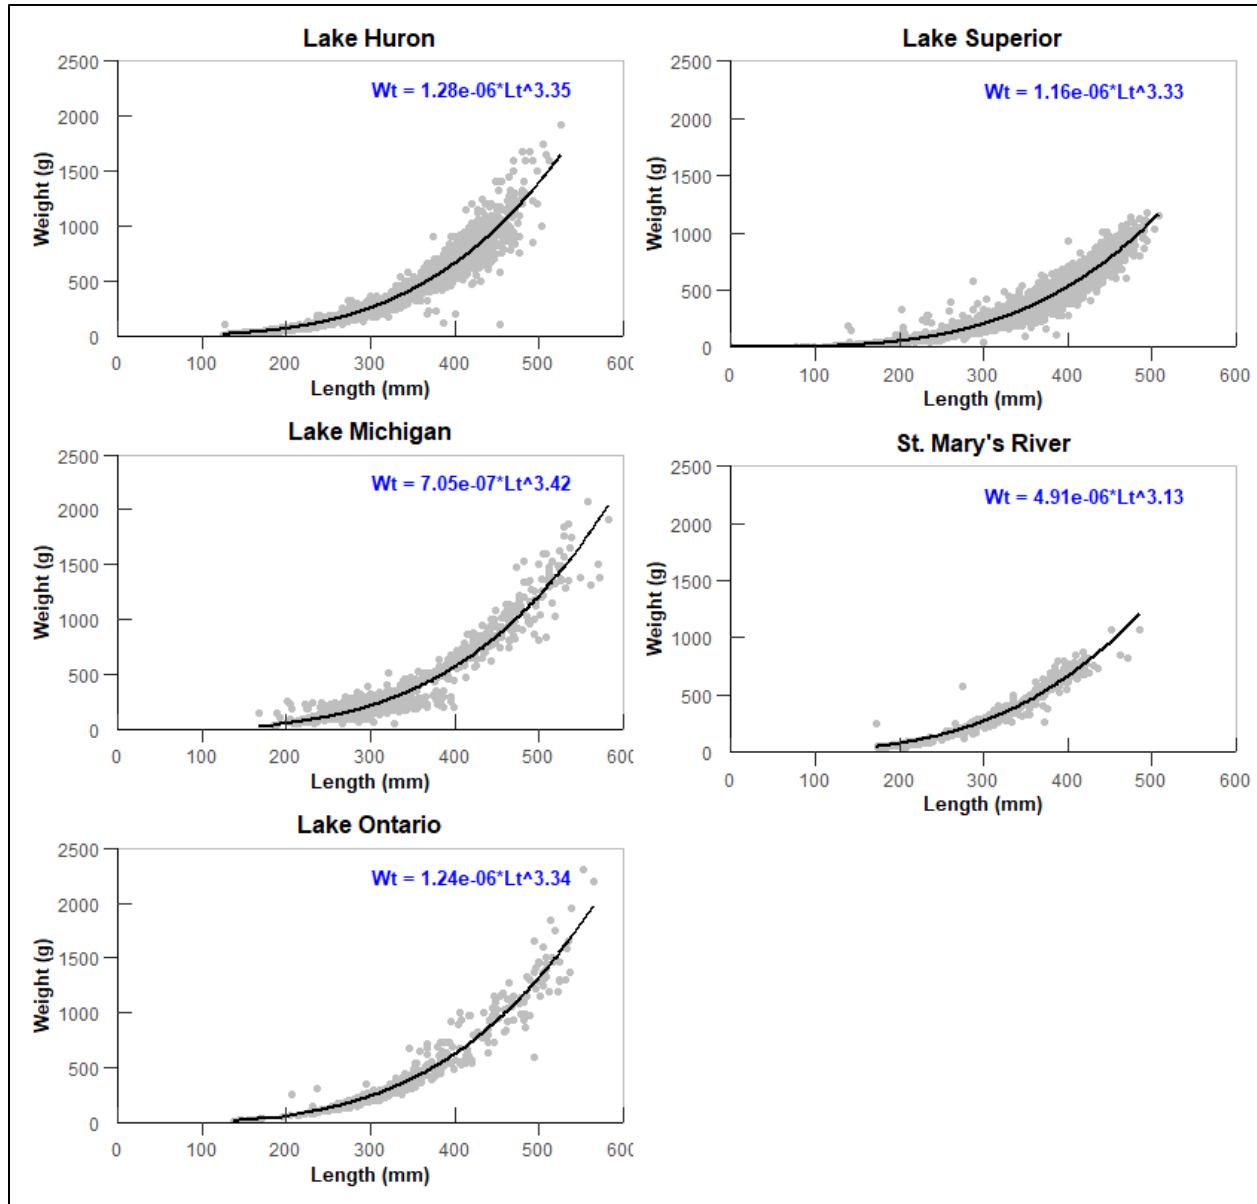 Lake Huron
Wt = 1.28e-06*Lt^3.35
Weight (g)
2500
2000
1500
1000
500
0
0 100 200 300 400 500 600
Length (mm)
Lake Superior
Wt = 1.16e-06*Lt^3.33
Weight (g)
2500
2000
1500
1000
500
0
0 100 200 300 400 500 600
Length (mm)
Lake Michigan
Wt = 7.05e-07*Lt^3.42
Weight (g)
2500
2000
1500
1000
500
0
0 100 200 300 400 500 600
Length (mm)
St. Mary's River
Wt = 4.91e-06*Lt^3.13
Weight (g)
2500
2000
1500
1000
500
0
0 100 200 300 400 500 600
Length (mm)
Lake Ontario
Wt = 1.24e-06*Lt^3.34
Weight (g)
2500
2000
1500
1000
500
0
0 100 200 300 400 500 600
Length (mm)